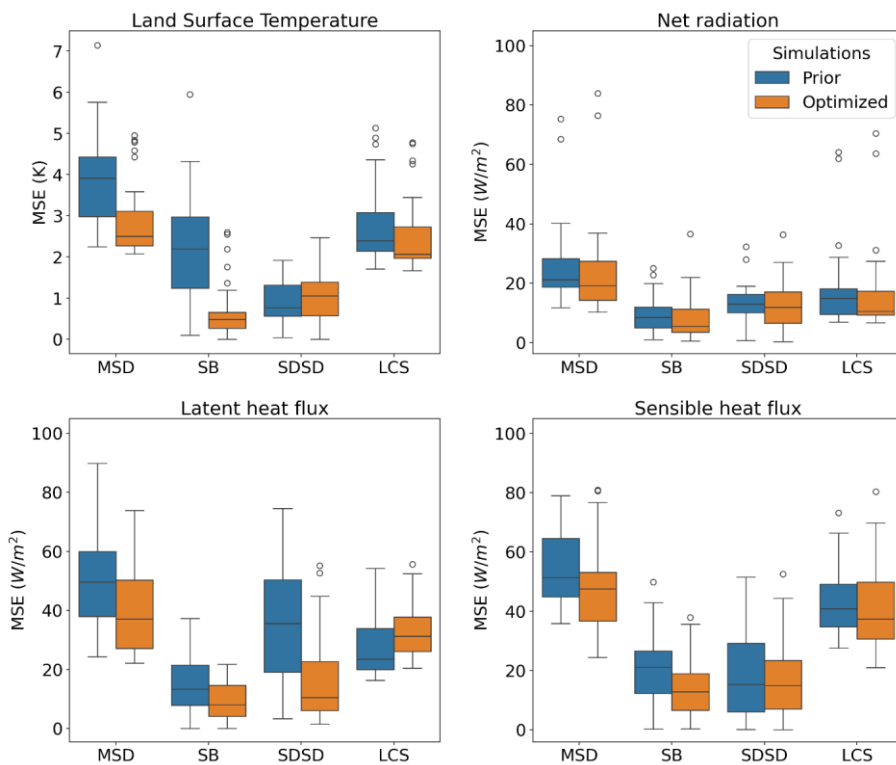 Land Surface Temperature
MSE (K)
7
6
5
4
3
2
1
0
MSD SB SDSD LCS
Net radiation
MSE (W/m²)
100
80
60
40
20
0
Simulations
Prior
Optimized
MSD SB SDSD LCS
Latent heat flux
MSE (W/m²)
100
80
60
40
20
0
MSD SB SDSD LCS
Sensible heat flux
MSE (W/m²)
100
80
60
40
20
0
MSD SB SDSD LCS